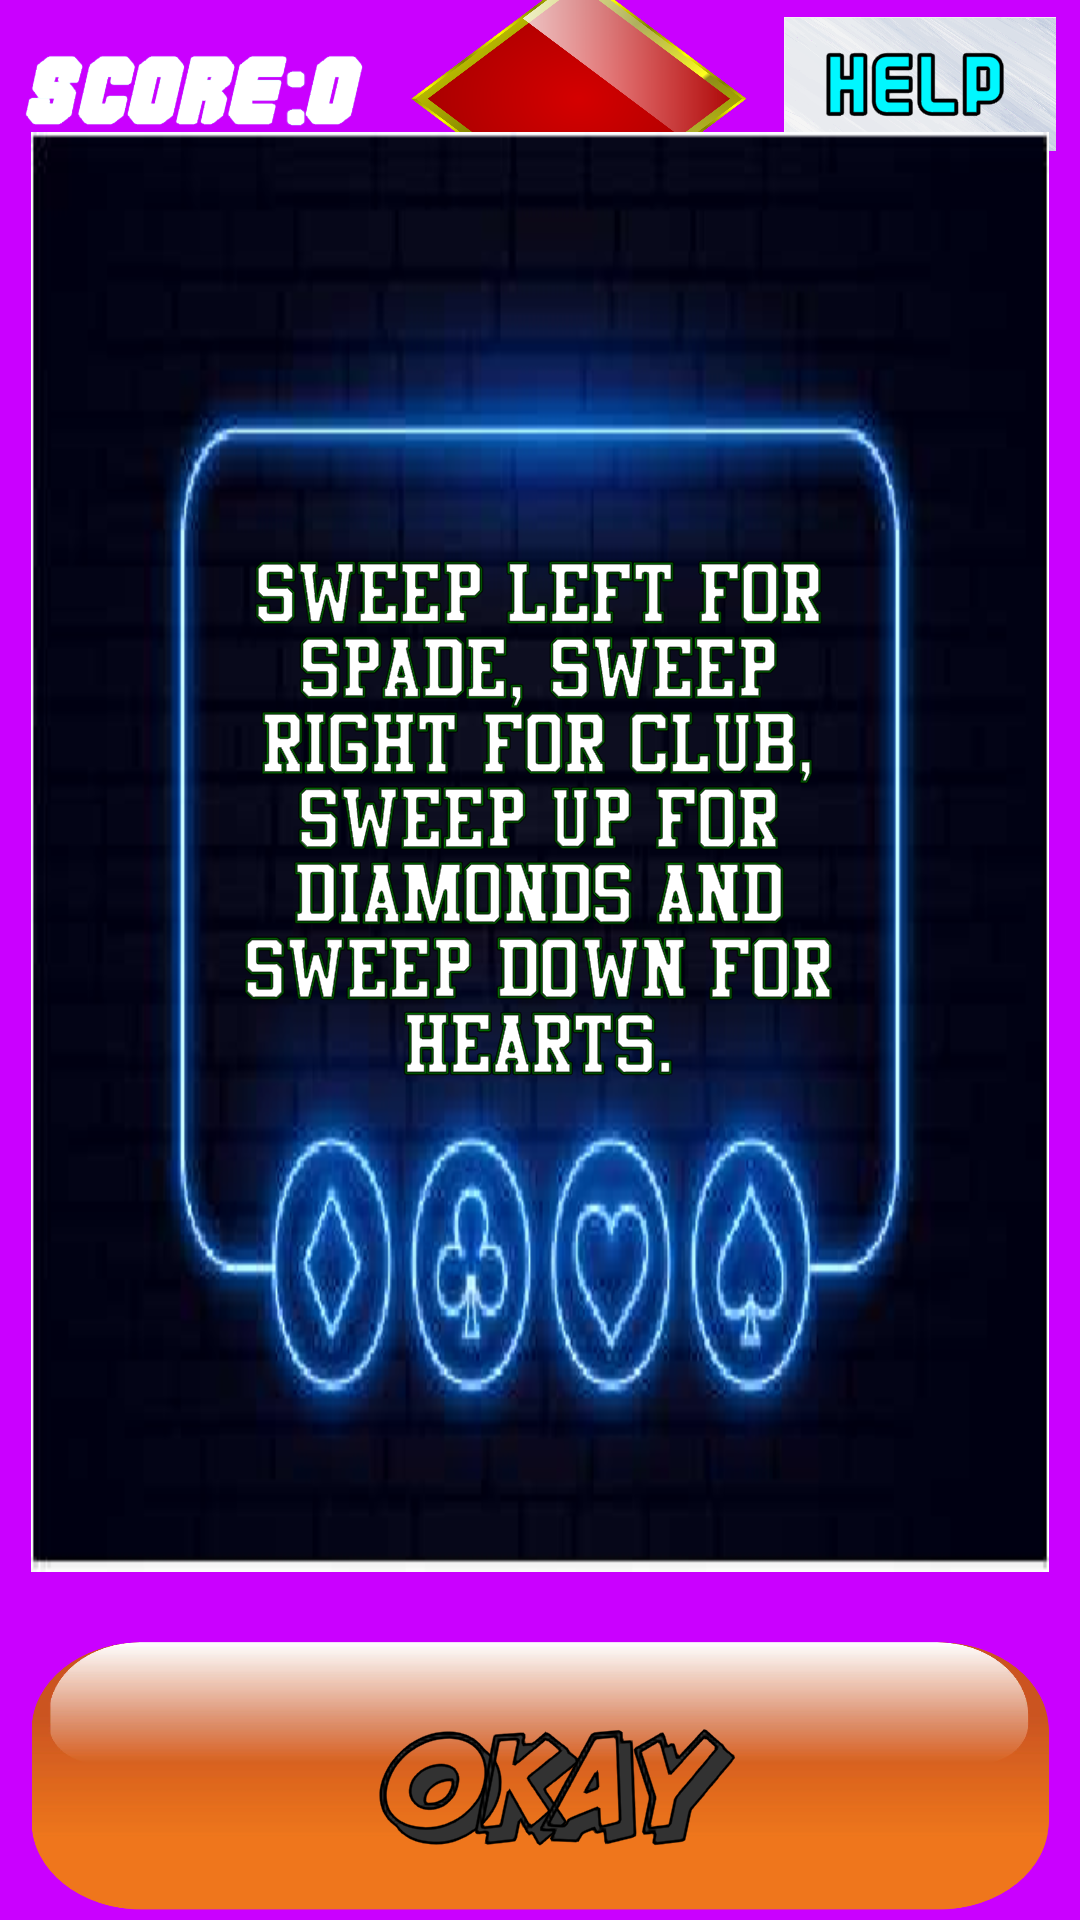 SCORE:0
HELP
SWEEP LEFT FOR
SPADE, SWEEP
RIGHT FOR CLUB,
SWEEP UP FOR
DIAMONDS AND
SWEEP DOWN FOR
HEARTS.
OKAY